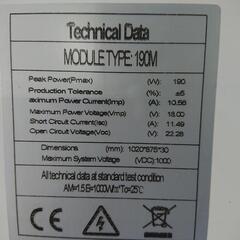 Technical Data
MODULE TYPE: 190M
Peak Power(Pmax) (W): 190
Production Tolerance (%): ±5
aximum Power Current(Imp) (A): 10.56
Maximum Power Voltage(Vmp) (V): 18.00
Short Circuit Current(Isc) (A): 11.49
Open Circuit Voltage(Voc) (V): 22.28
Dimensions (mm): 1020*876*30
Maximum System Voltage (VDC):1000
All technical data at standard test condition
AM=1.5 E=1000W/m² Tc=25℃
CE